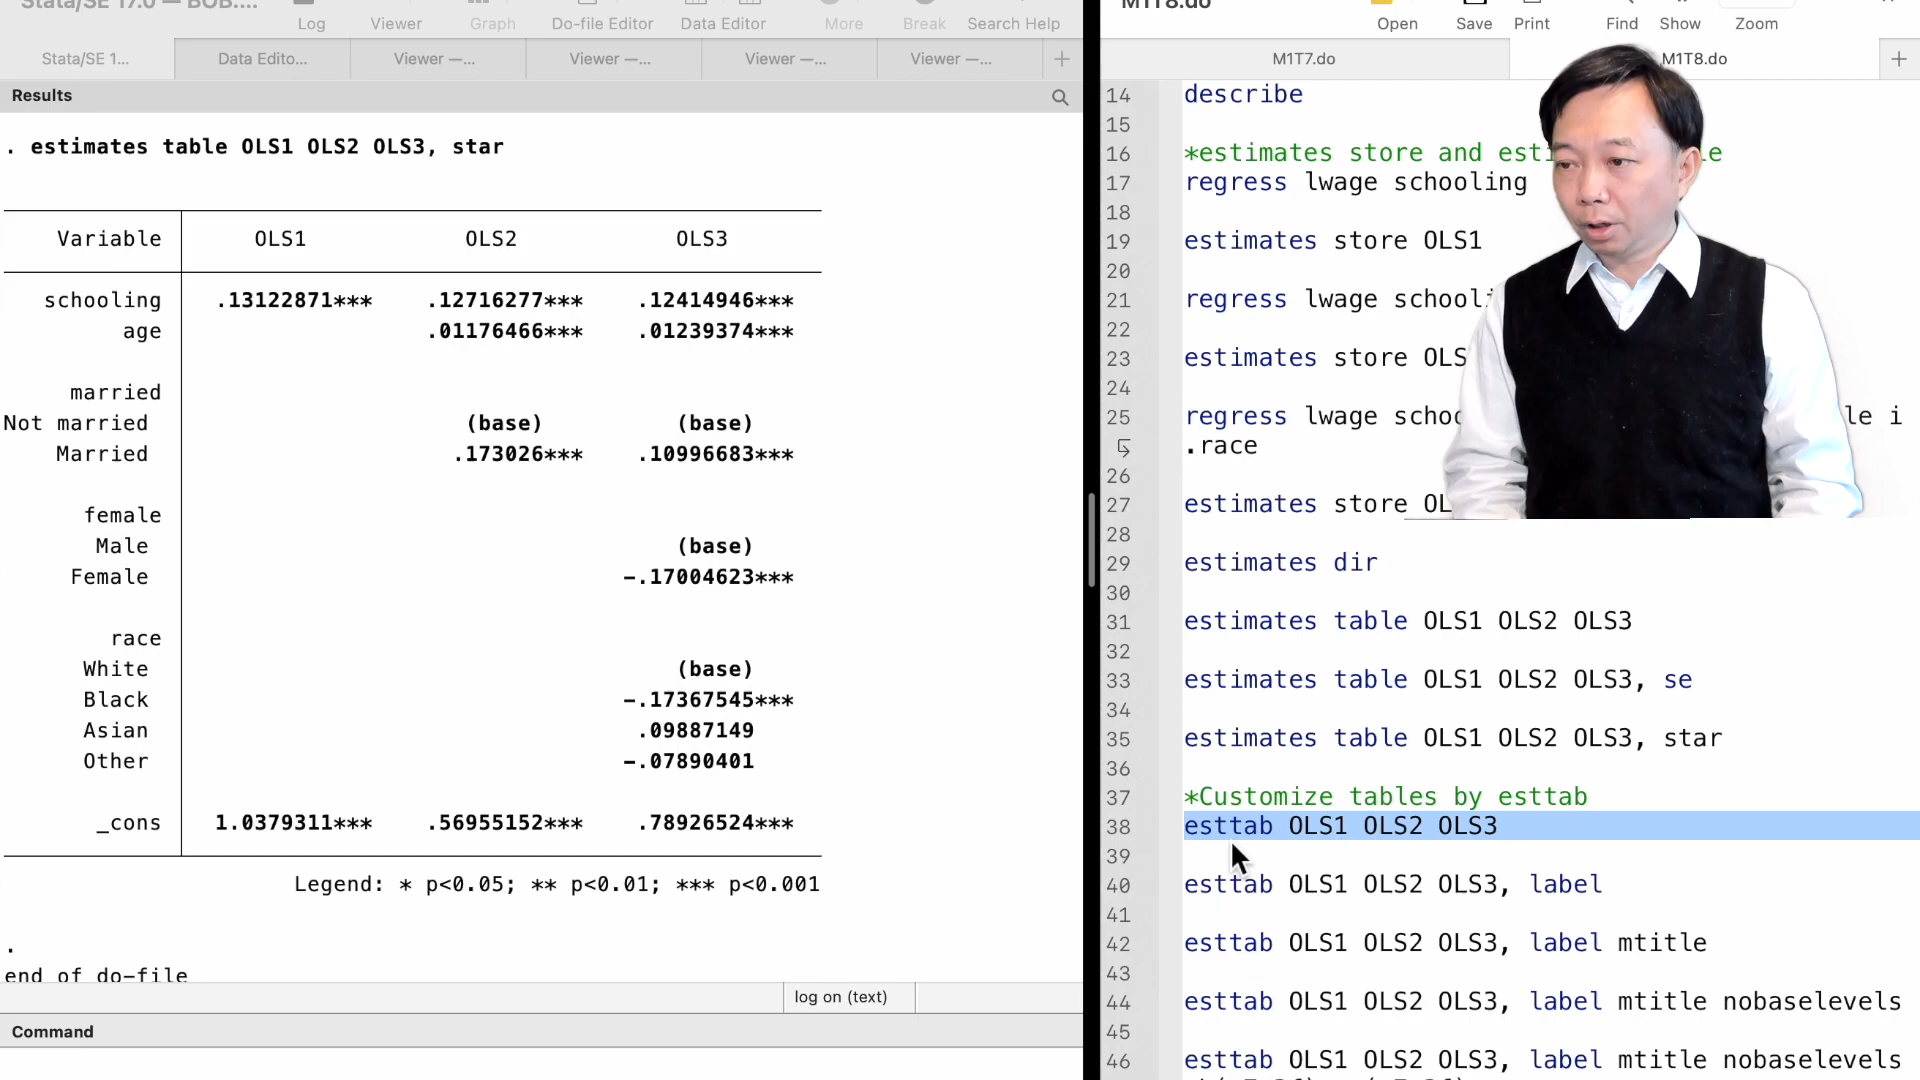 Stata/SE 17.0 — BOB....
Log Viewer Graph Do-file Editor Data Editor More Break Search Help
Stata/SE 1... Data Edito... Viewer —... Viewer —... Viewer —... Viewer —... +
Results
. estimates table OLS1 OLS2 OLS3, star
Variable OLS1 OLS2 OLS3
schooling .13122871*** .12716277*** .12414946***
age .01176466*** .01239374***
married
Not married (base) (base)
Married .173026*** .10996683***
female
Male (base)
Female -.17004623***
race
White (base)
Black -.17367545***
Asian .09887149
Other -.07890401
_cons 1.0379311*** .56955152*** .78926524***
Legend: * p<0.05; ** p<0.01; *** p<0.001
.
end of do-file
log on (text)
Command
M1T8.do
Open Save Print Find Show Zoom
M1T7.do M1T8.do +
14 describe
15
16 *estimates store and
17 regress lwage schooling
18
19 estimates store OLS1
20
21 regress lwage
22
23 estimates store
24
25 regress lwage i
.race
26
27 estimates store
28
29 estimates dir
30
31 estimates table OLS1 OLS2 OLS3
32
33 estimates table OLS1 OLS2 OLS3, se
34
35 estimates table OLS1 OLS2 OLS3, star
36
37 *Customize tables by esttab
38 esttab OLS1 OLS2 OLS3
39
40 esttab OLS1 OLS2 OLS3, label
41
42 esttab OLS1 OLS2 OLS3, label mtitle
43
44 esttab OLS1 OLS2 OLS3, label mtitle nobaselevels
45
46 esttab OLS1 OLS2 OLS3, label mtitle nobaselevels